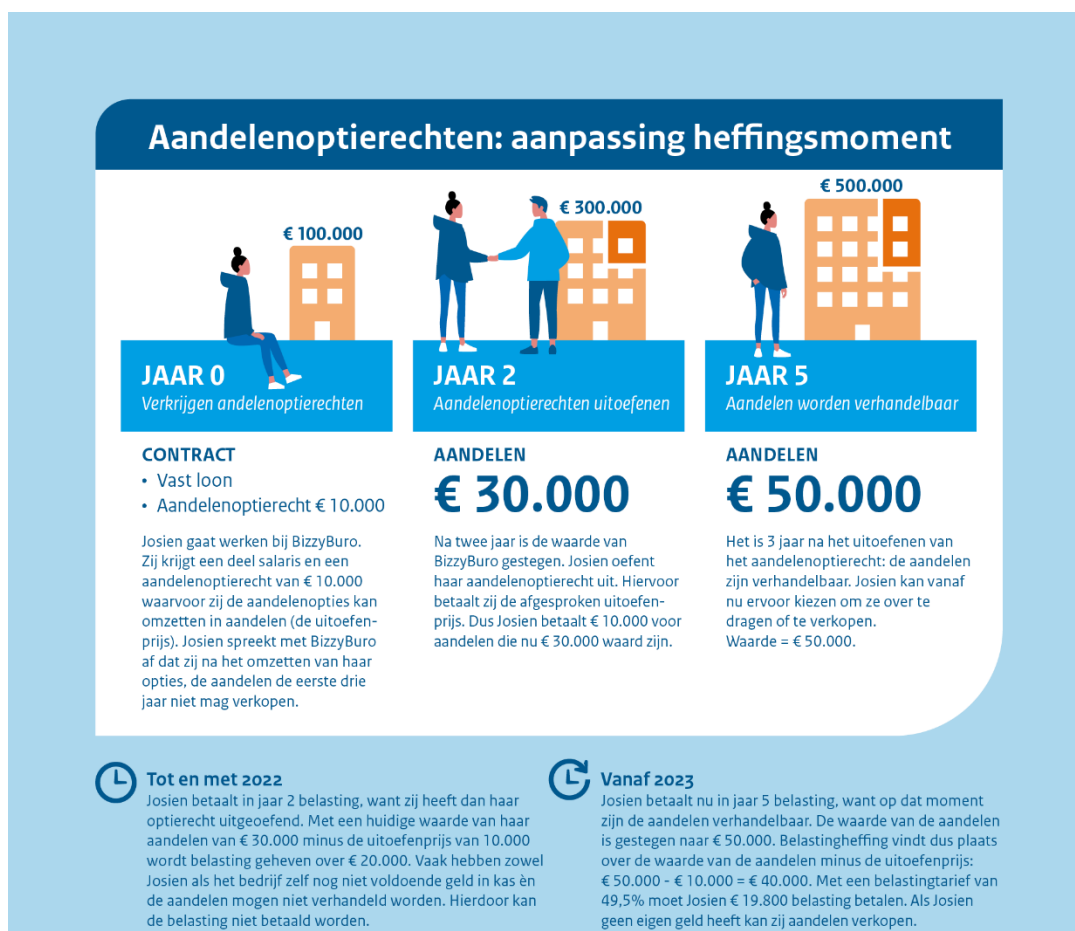 Aandelenoptierechten: aanpassing heffingsmoment
€ 100.000
€ 300.000
€ 500.000
JAAR 0
Verkrijgen andelenoptierechten
CONTRACT
• Vast loon
• Aandelenoptierecht € 10.000
Josien gaat werken bij BizzyBuro.
Zij krijgt een deel salaris en een
aandelenoptierecht van € 10.000
waarvoor zij de aandelenopties kan
omzetten in aandelen (de uitoefen-
prijs). Josien spreekt met BizzyBuro
af dat zij na het omzetten van haar
opties, de aandelen de eerste drie
jaar niet mag verkopen.
JAAR 2
Aandelenoptierechten uitoefenen
AANDELEN
€ 30.000
Na twee jaar is de waarde van
BizzyBuro gestegen. Josien oefent
haar aandelenoptierecht uit. Hiervoor
betaalt zij de afgesproken uitoefen-
prijs. Dus Josien betaalt € 10.000 voor
aandelen die nu € 30.000 waard zijn.
JAAR 5
Aandelen worden verhandelbaar
AANDELEN
€ 50.000
Het is 3 jaar na het uitoefenen van
het aandelenoptierecht: de aandelen
zijn verhandelbaar. Josien kan vanaf
nu ervoor kiezen om ze over te
dragen of te verkopen.
Waarde = € 50.000.
Tot en met 2022
Josien betaalt in jaar 2 belasting, want zij heeft dan haar
optierecht uitgeoefend. Met een huidige waarde van haar
aandelen van € 30.000 minus de uitoefenprijs van 10.000
wordt belasting geheven over € 20.000. Vaak hebben zowel
Josien als het bedrijf zelf nog niet voldoende geld in kas èn
de aandelen mogen niet verhandeld worden. Hierdoor kan
de belasting niet betaald worden.
Vanaf 2023
Josien betaalt nu in jaar 5 belasting, want op dat moment
zijn de aandelen verhandelbaar. De waarde van de aandelen
is gestegen naar € 50.000. Belastingheffing vindt dus plaats
over de waarde van de aandelen minus de uitoefenprijs:
€ 50.000 - € 10.000 = € 40.000. Met een belastingtarief van
49,5% moet Josien € 19.800 belasting betalen. Als Josien
geen eigen geld heeft kan zij aandelen verkopen.